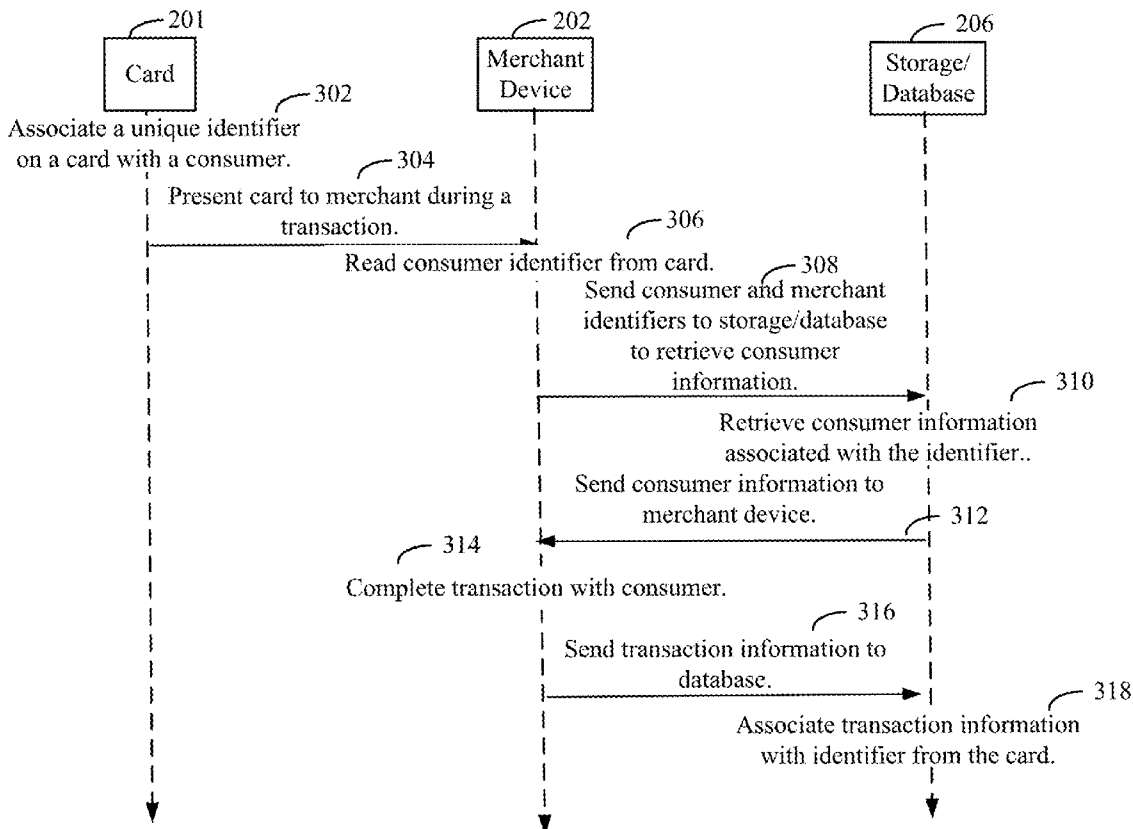 201
202
206
Card
Merchant
Device
Storage/
Database
302
Associate a unique identifier
on a card with a consumer.
304
Present card to merchant during a
transaction.
306
Read consumer identifier from card.
308
Send consumer and merchant
identifiers to storage/database
to retrieve consumer
information.
310
Retrieve consumer information
associated with the identifier..
Send consumer information to
merchant device.
312
314
Complete transaction with consumer.
316
Send transaction information to
database.
318
Associate transaction information
with identifier from the card.